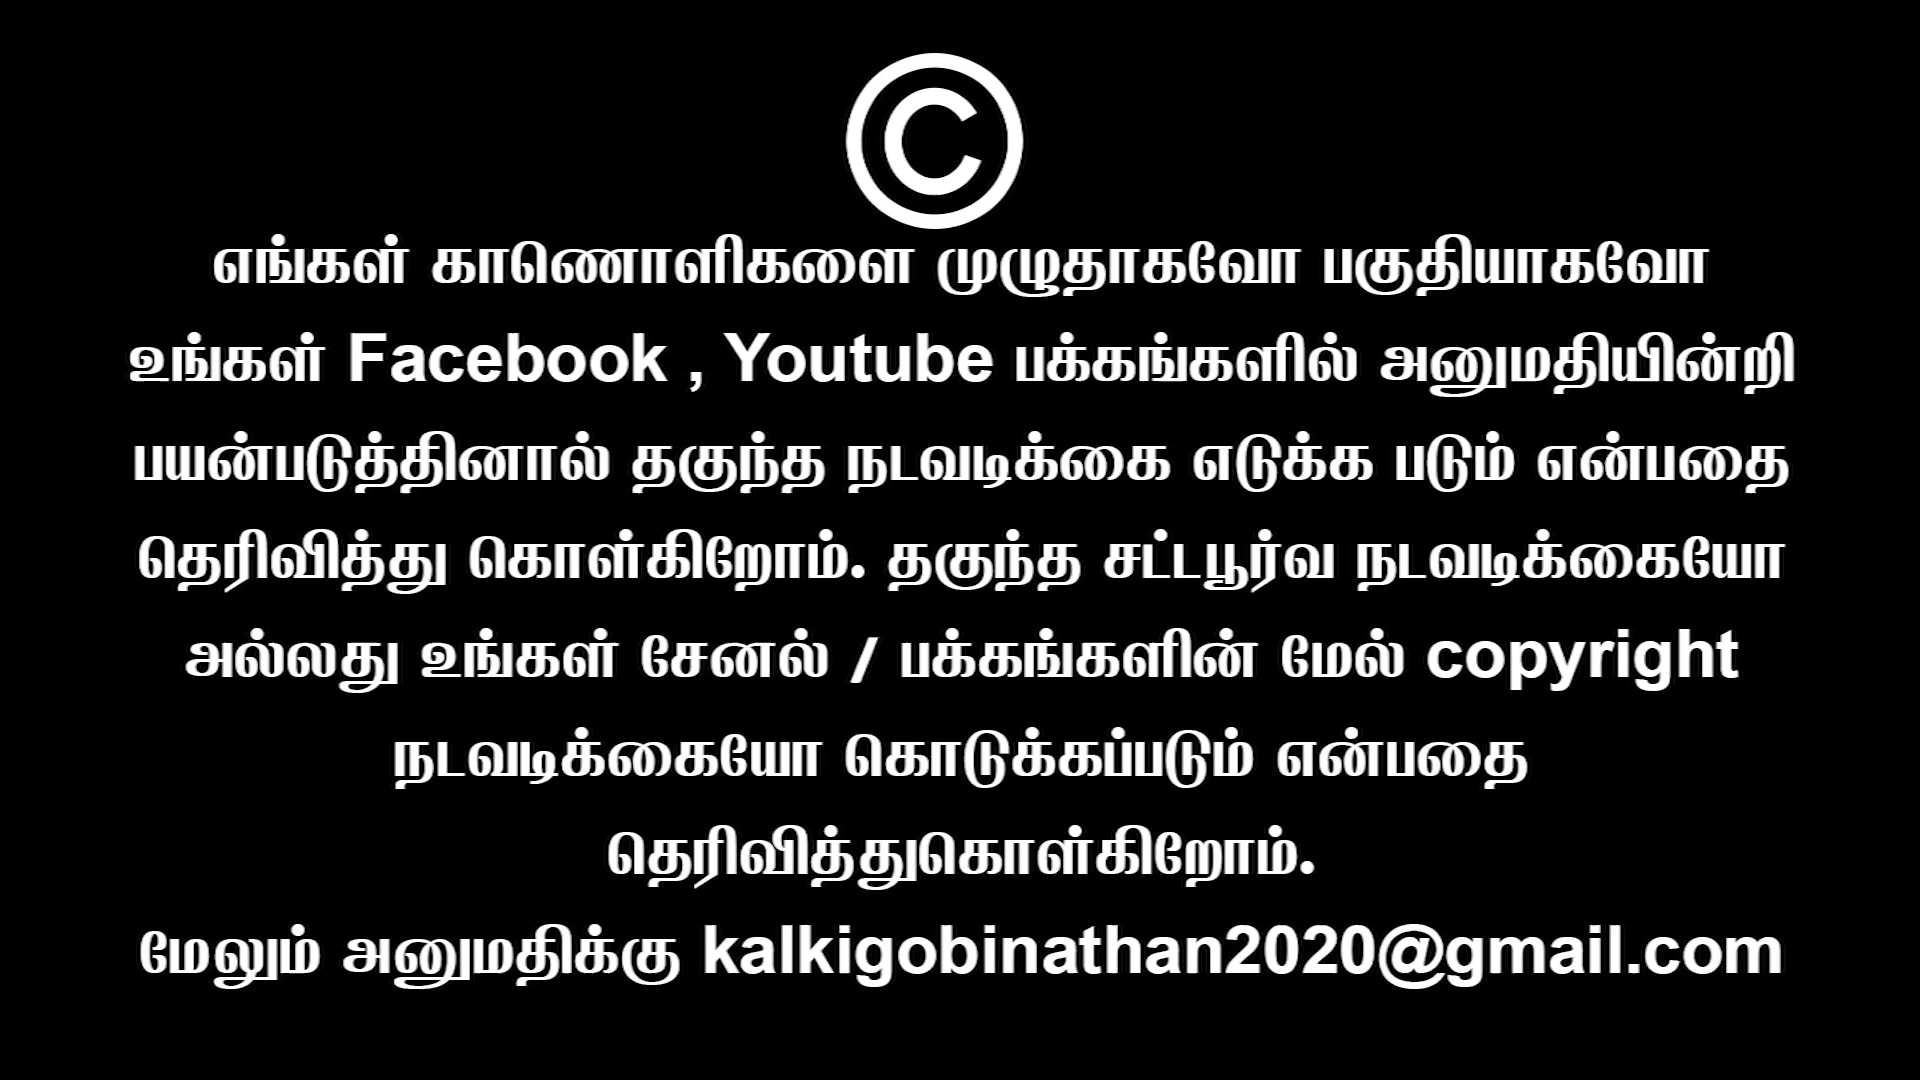 ©
எங்கள் காணொளிகளை முழுதாகவோ பகுதியாகவோ
உங்கள் Facebook , Youtube பக்கங்களில் அனுமதியின்றி
பயன்படுத்தினால் தகுந்த நடவடிக்கை எடுக்க படும் என்பதை
தெரிவித்து கொள்கிறோம். தகுந்த சட்டபூர்வ நடவடிக்கையோ
அல்லது உங்கள் சேனல் / பக்கங்களின் மேல் copyright
நடவடிக்கையோ கொடுக்கப்படும் என்பதை
தெரிவித்துகொள்கிறோம்.
மேலும் அனுமதிக்கு kalkigobinathan2020@gmail.com